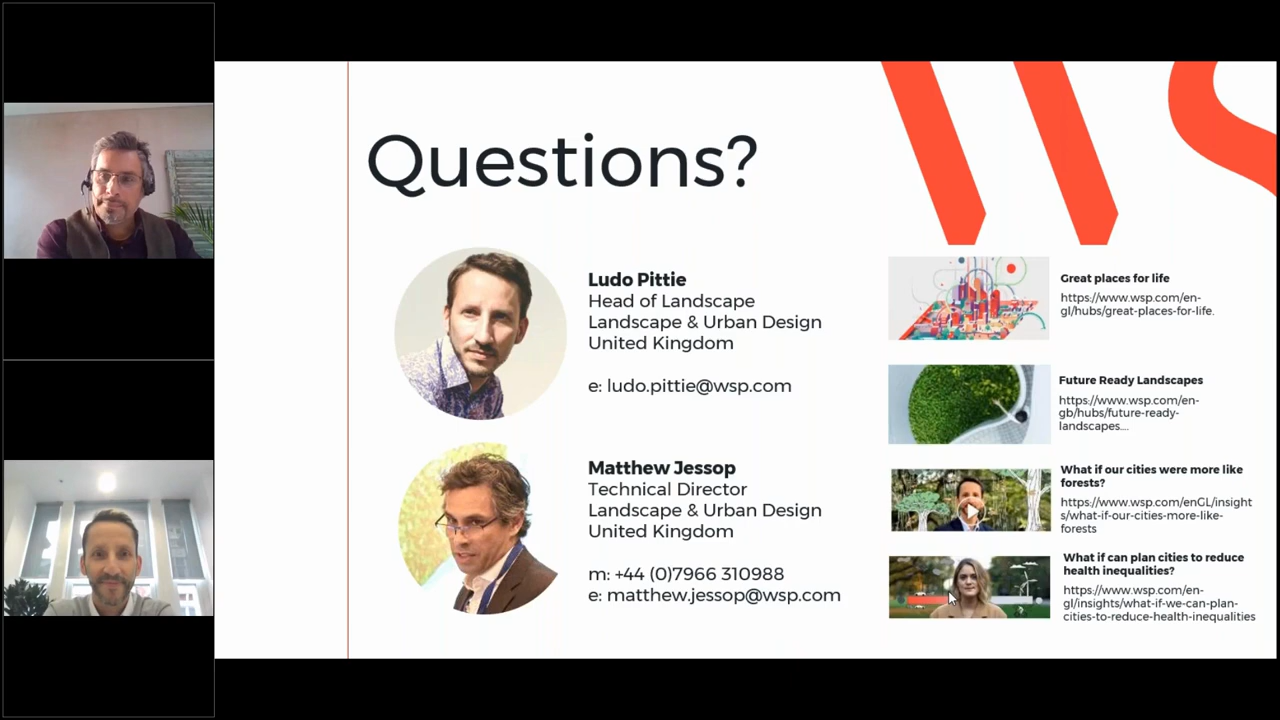 WS
Questions?
Ludo Pittie
Head of Landscape
Landscape & Urban Design
United Kingdom
e: ludo.pittie@wsp.com
Matthew Jessop
Technical Director
Landscape & Urban Design
United Kingdom
m: +44 (0)7966 310988
e: matthew.jessop@wsp.com
Great places for life
https://www.wsp.com/en-
gl/hubs/great-places-for-life.
Future Ready Landscapes
https://www.wsp.com/en-
gb/hubs/future-ready-
landscapes....
What if our cities were more like
forests?
https://www.wsp.com/enGL/insight
s/what-if-our-cities-more-like-
forests
What if can plan cities to reduce
health inequalities?
https://www.wsp.com/en-
gl/insights/what-if-we-can-plan-
cities-to-reduce-health-inequalities